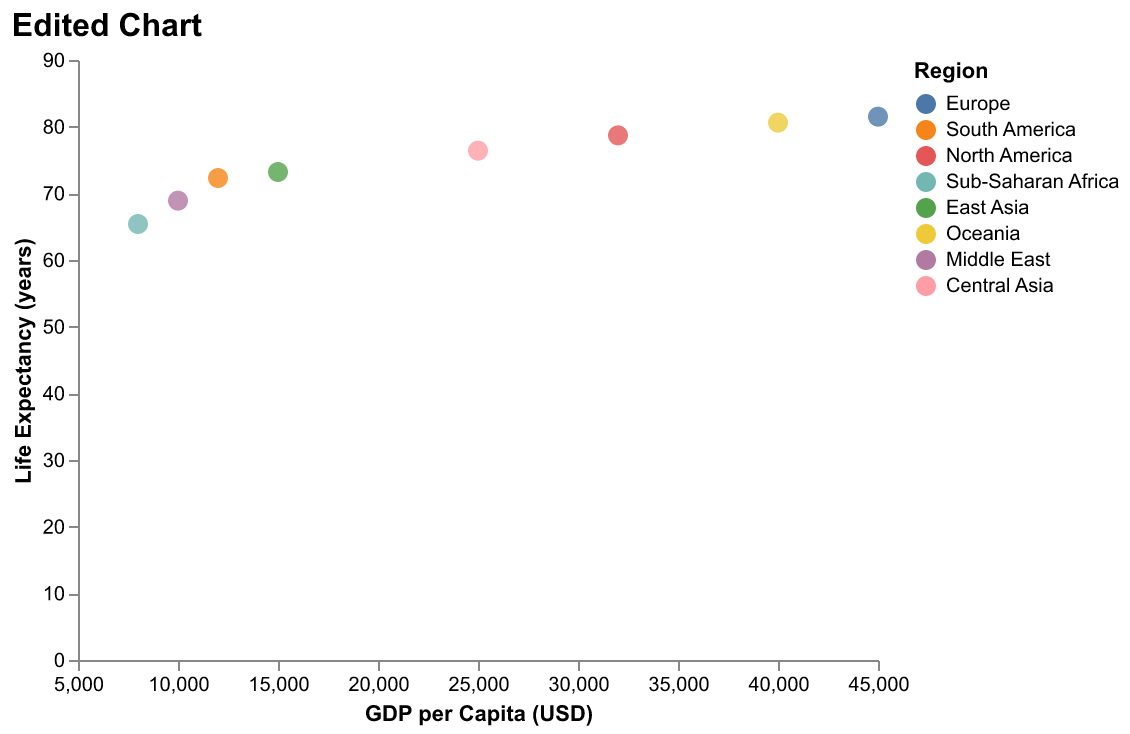 Edited Chart
90
80
70
60
50
40
30
20
10
0
Life Expectancy (years)
5,000 10,000 15,000 20,000 25,000 30,000 35,000 40,000 45,000
GDP per Capita (USD)
Region
Europe
South America
North America
Sub-Saharan Africa
East Asia
Oceania
Middle East
Central Asia